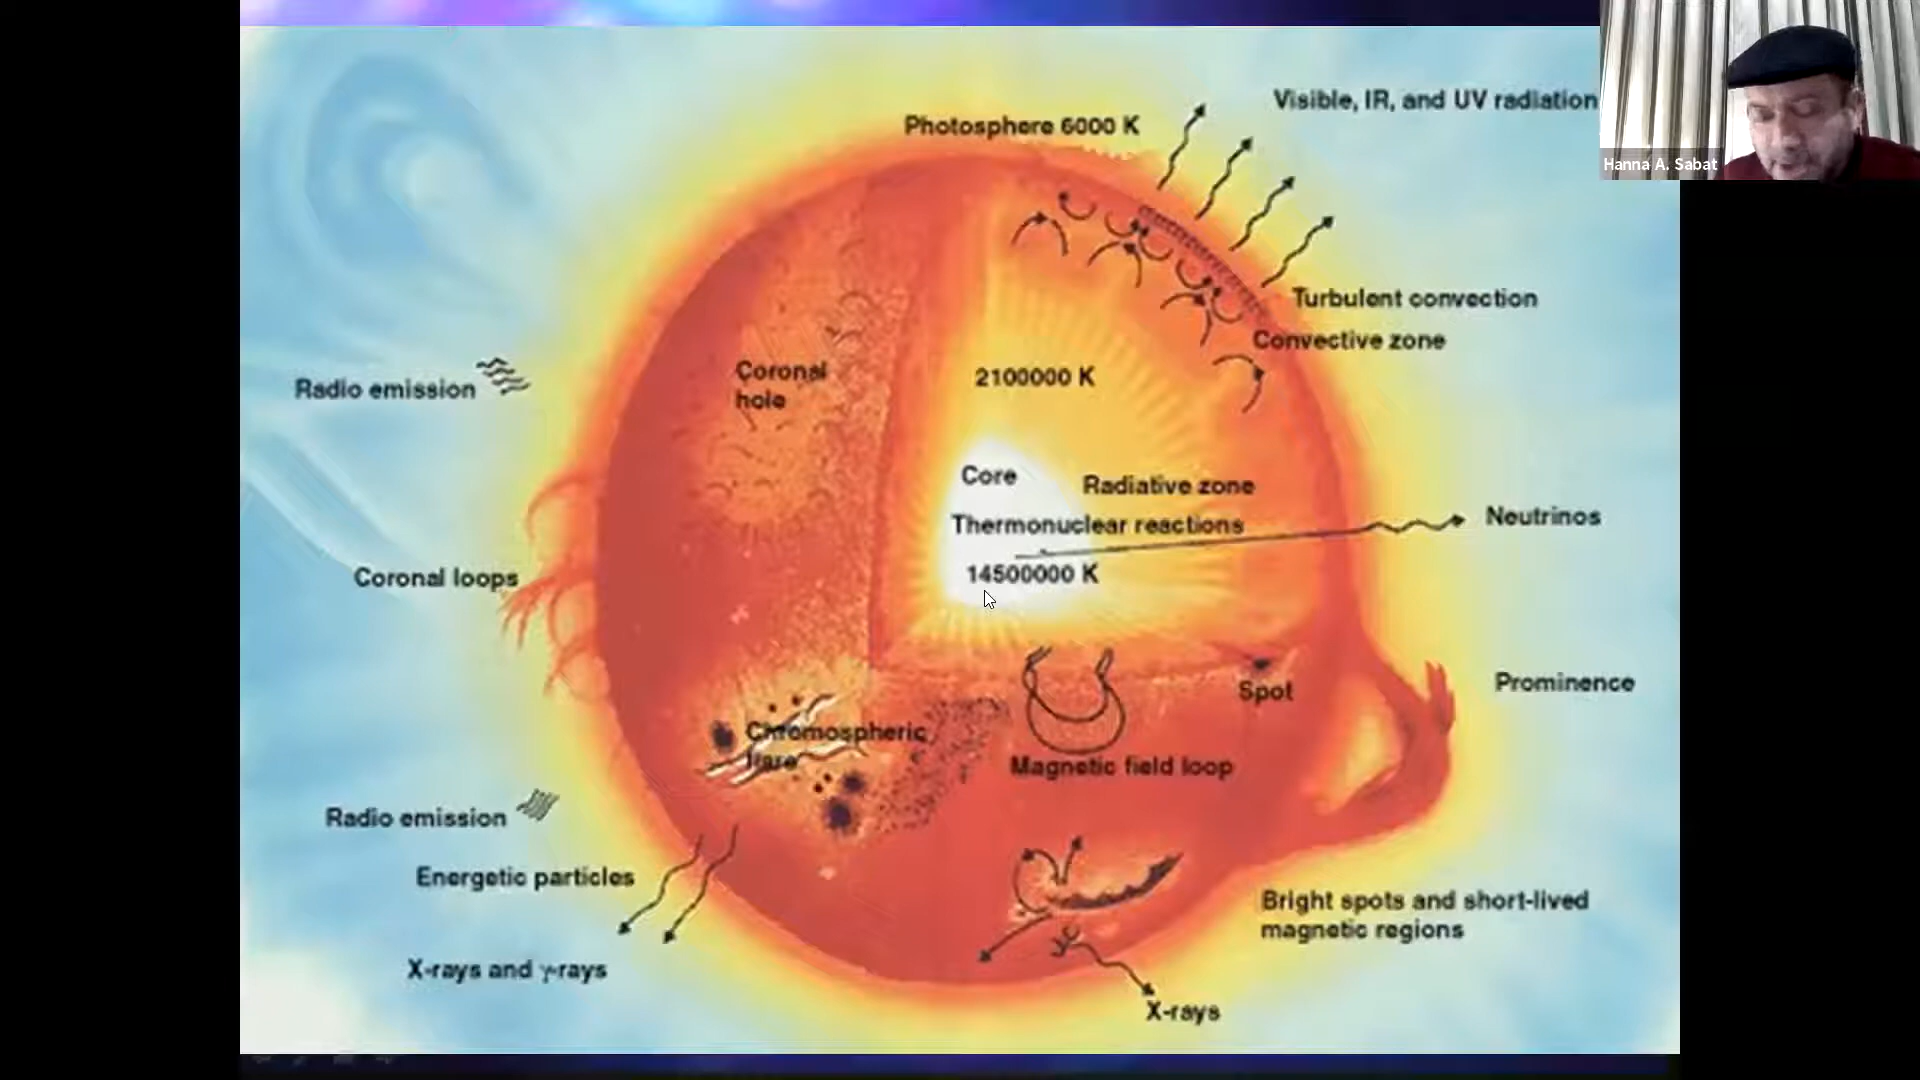 Visible, IR, and UV radiation
Photosphere 6000 K
Hanna A. Sabat
Turbulent convection
Convective zone
Coronal
hole
2100000 K
Radio emission
Core
Radiative zone
Thermonuclear reactions
Neutrinos
14500000 K
Coronal loops
Spot
Prominence
Chromospheric
flare
Magnetic field loop
Radio emission
Energetic particles
Bright spots and short-lived
magnetic regions
X-rays and γ-rays
X-rays